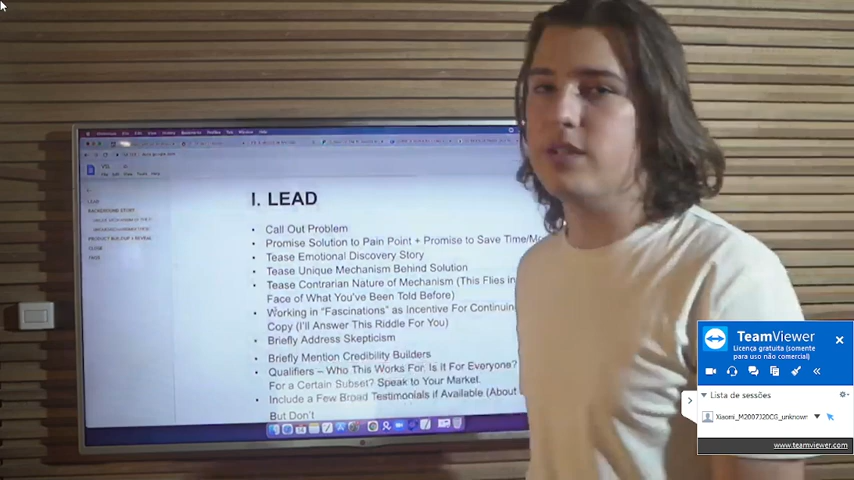 I. LEAD
Call Out Problem
Promise Solution to Pain Point + Promise to Save Time/Mo
Tease Emotional Discovery Story
Tease Unique Mechanism Behind Solution
Tease Contrarian Nature of Mechanism (This Flies in
Face of What You've Been Told Before)
Working in "Fascinations" as Incentive For Continuin
Copy (I'll Answer This Riddle For You)
Briefly Address Skepticism
Briefly Mention Credibility Builders
Qualifiers – Who This Works For. Is It For Everyone?
For a Certain Subset? Speak to Your Market.
Include a Few Broad Testimonials if Available (About
But Don't
LEAD
BACKGROUND STORY
PRODUCT BUILDUP & REVEAL
CLOSE
FAQS
TeamViewer
Licença gratuita (somente
para uso não comercial)
Lista de sessões
Xiaomi_M2007J20CG_unknown
www.teamviewer.com